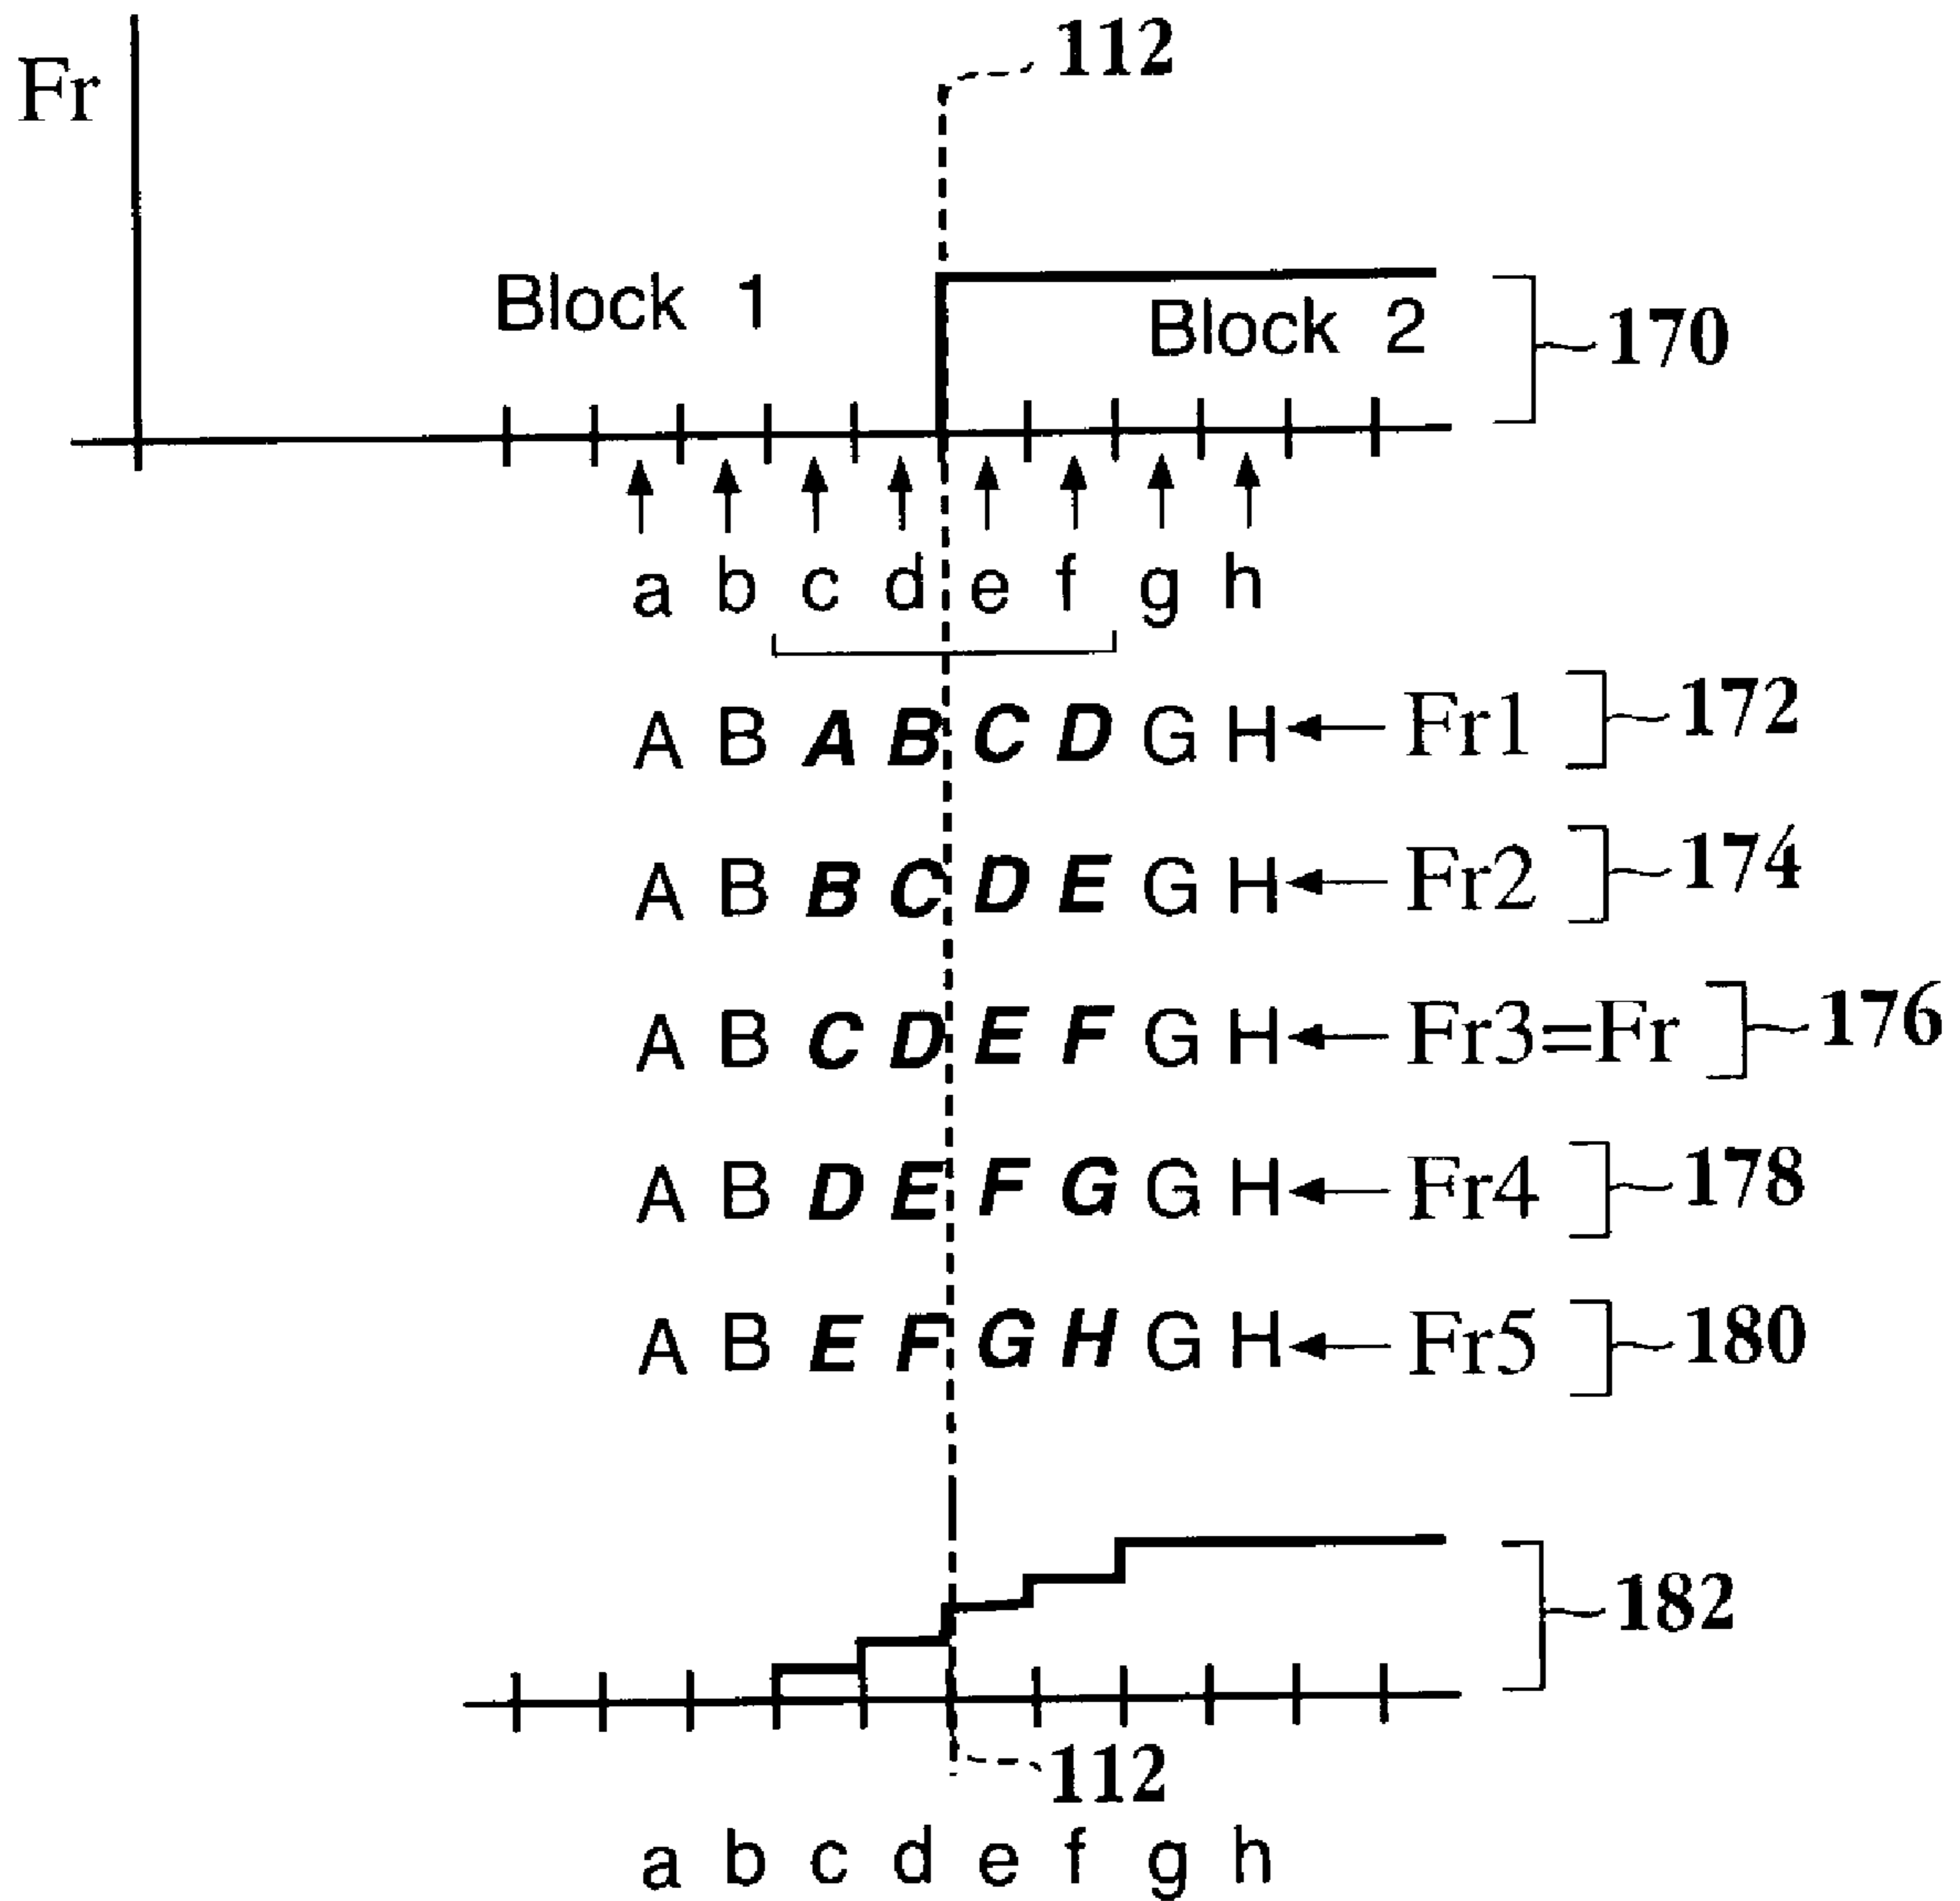 112
Fr
Block 1
Block 2
170
a b c d e f g h
A B A B C D G H Fr1 172
A B B C D E G H Fr2 174
A B C D E F G H Fr3=Fr 176
A B D E F G G H Fr4 178
A B E F G H G H Fr5 180
182
112
a b c d e f g h